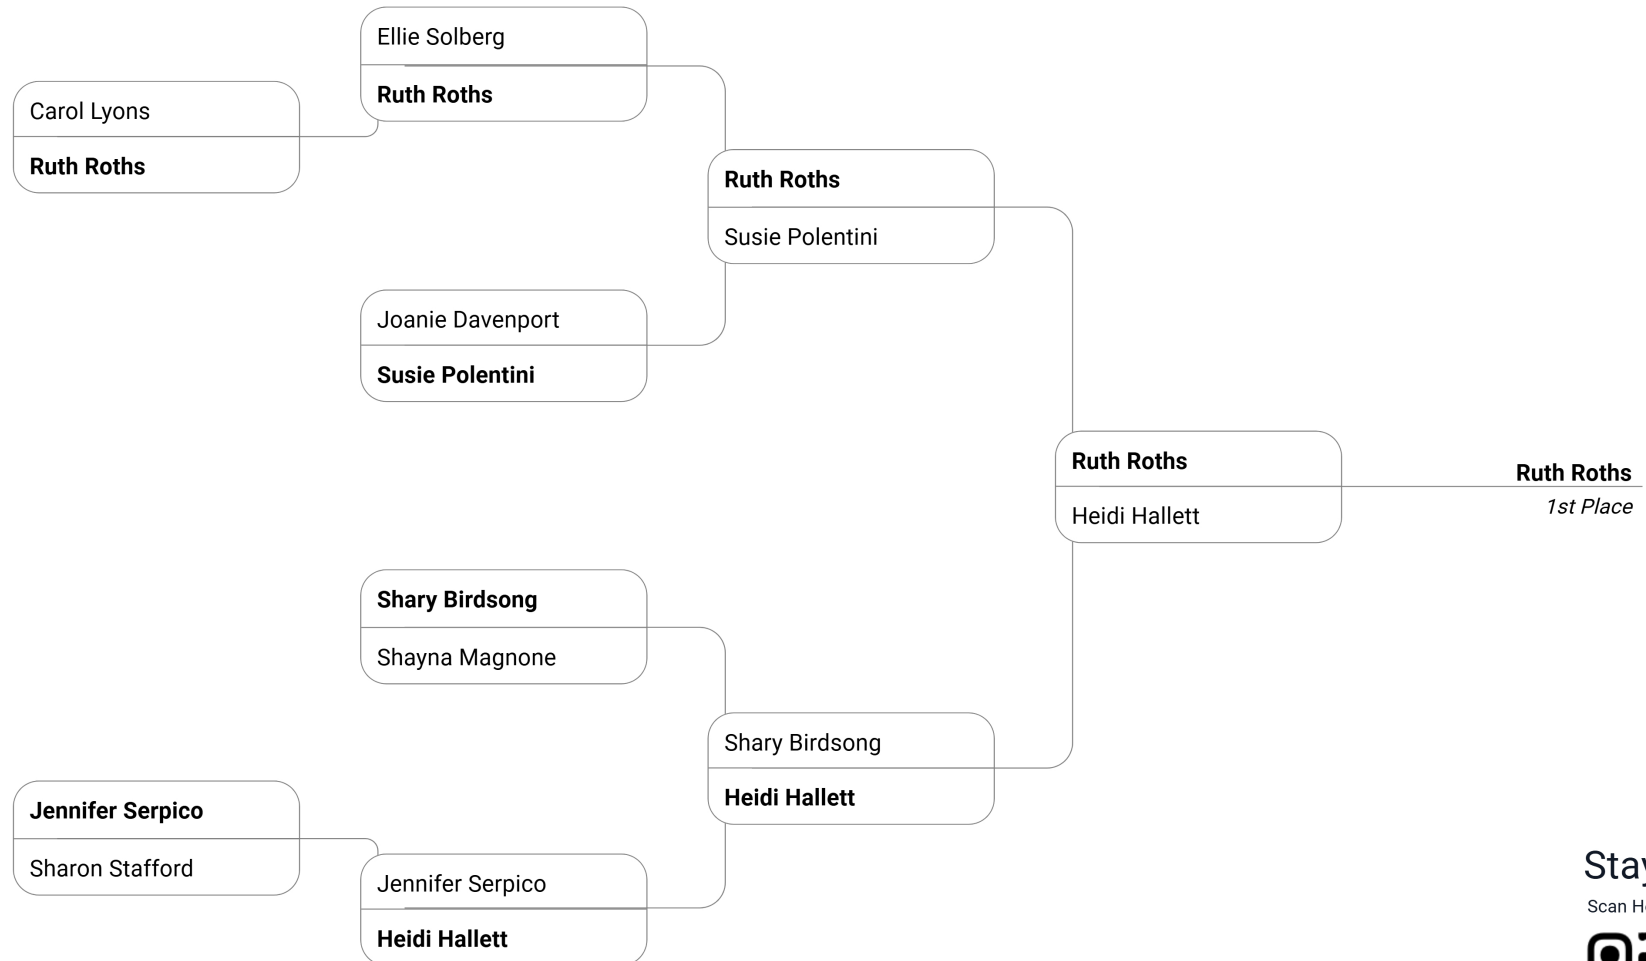 Carol Lyons
Ruth Roths
Jennifer Serpico
Sharon Stafford
Ellie Solberg
Ruth Roths
Joanie Davenport
Susie Polentini
Shary Birdsong
Shayna Magnone
Jennifer Serpico
Heidi Hallett
Ruth Roths
Susie Polentini
Shary Birdsong
Heidi Hallett
Ruth Roths
Heidi Hallett
Ruth Roths
1st Place
Stay
Scan